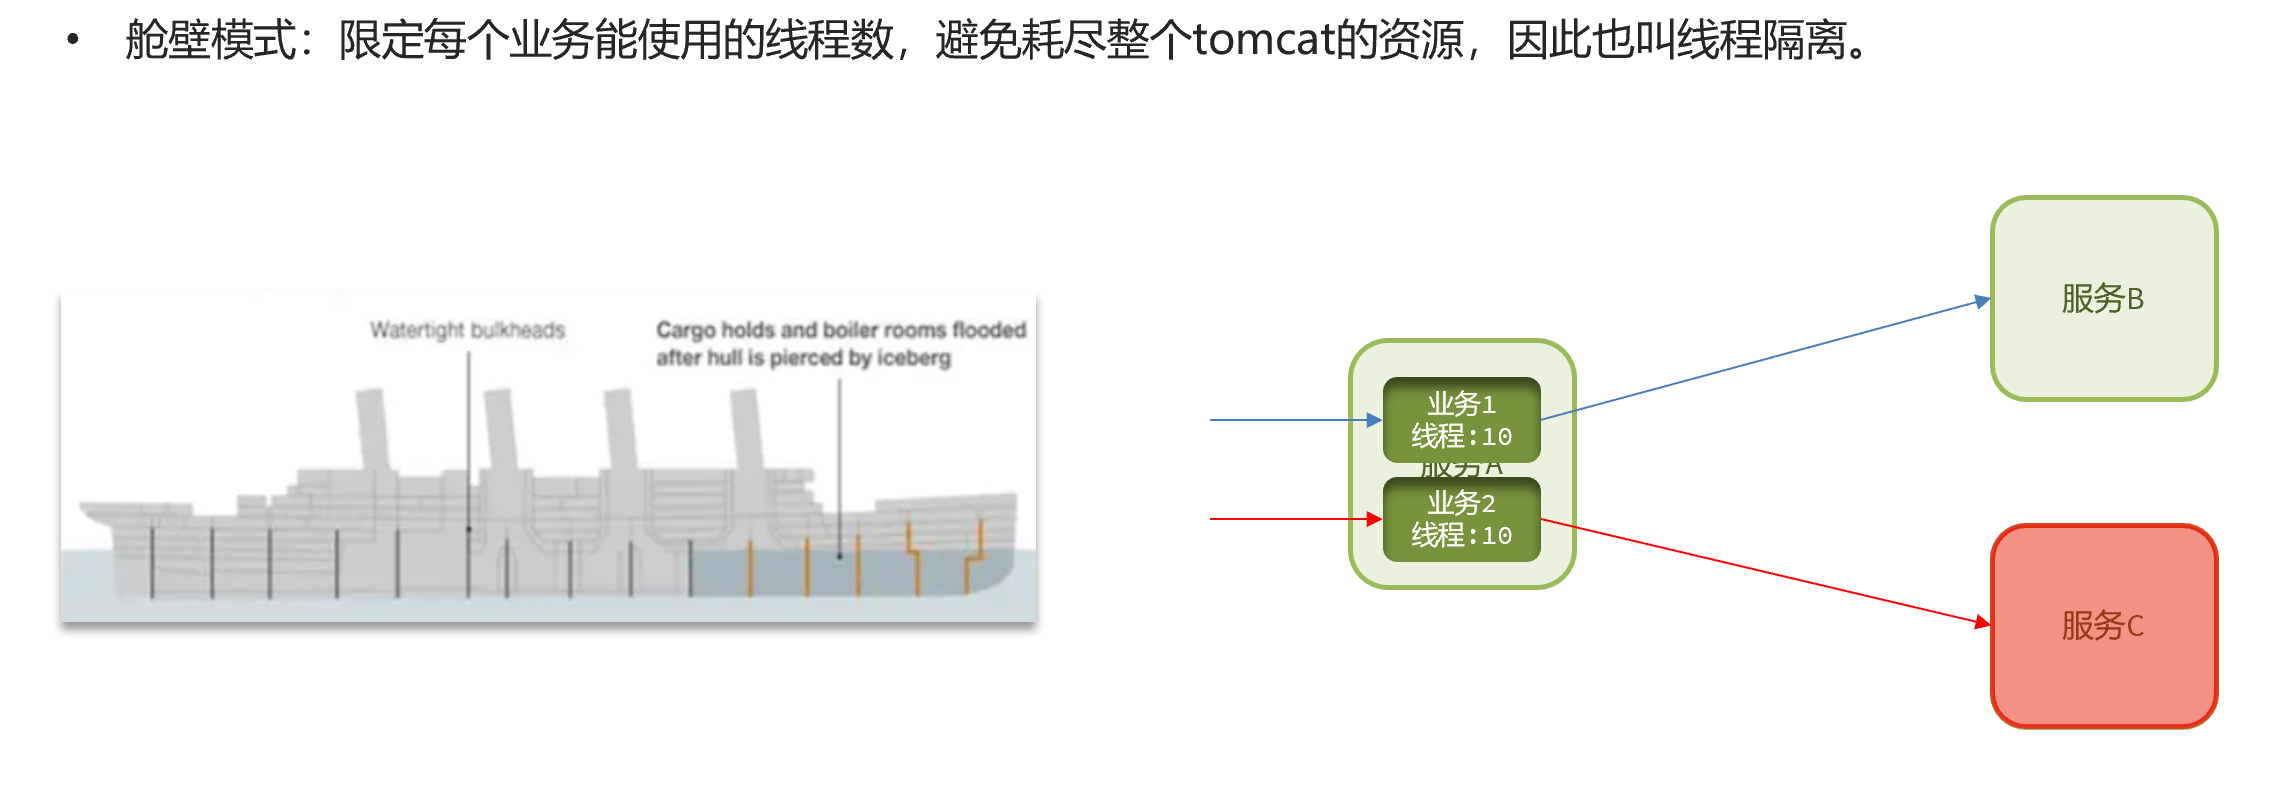 • 舱壁模式：限定每个业务能使用的线程数，避免耗尽整个tomcat的资源，因此也叫线程隔离。
Watertight bulkheads
Cargo holds and boiler rooms flooded
after hull is pierced by iceberg
业务1
线程:10
服务A
业务2
线程:10
服务B
服务C